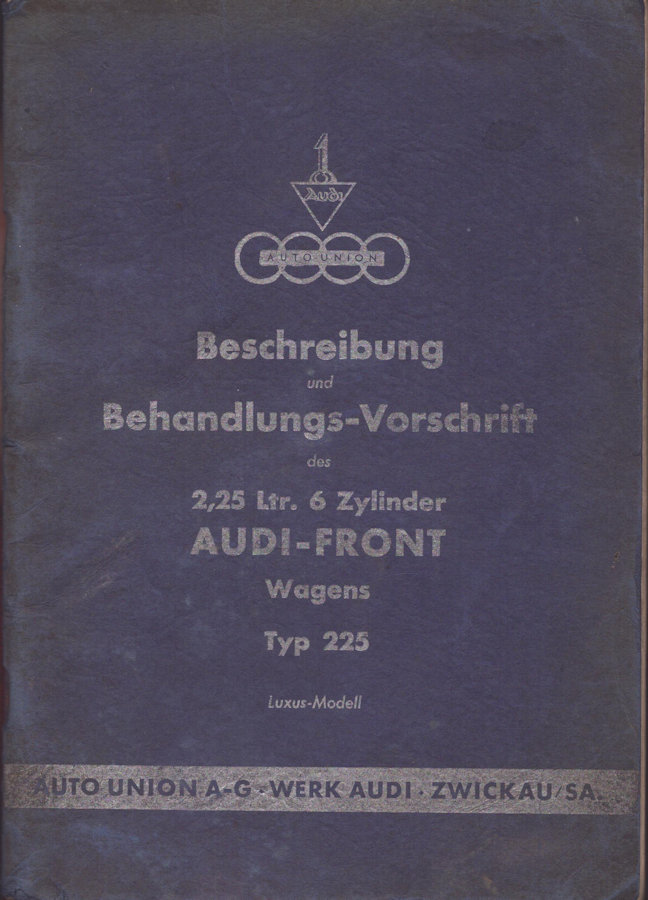 1
Audi
AUTO UNION
Beschreibung
und
Behandlungs-Vorschrift
des
2,25 Ltr. 6 Zylinder
AUDI-FRONT
Wagens
Typ 225
Luxus-Modell
AUTO UNION A-G · WERK AUDI · ZWICKAU/SA.